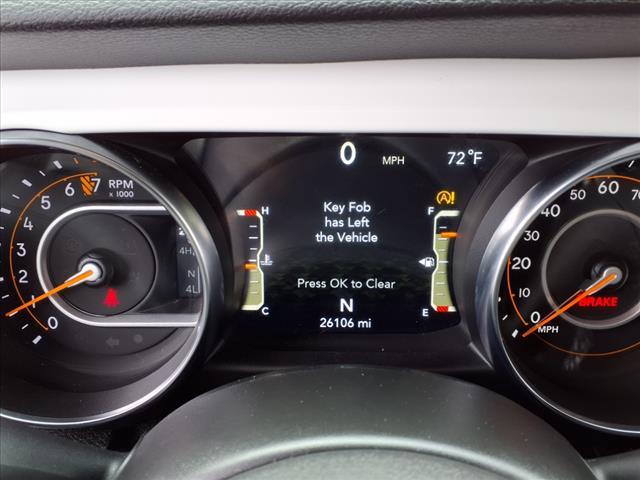 0 MPH 72°F
Key Fob
has Left
the Vehicle
Press OK to Clear
N
26106 mi
H
C
F
E
RPM
x 1000
7
6
5
4
3
2
1
0
4H
N
4L
0
10
20
30
40
50
60
70
MPH
BRAKE